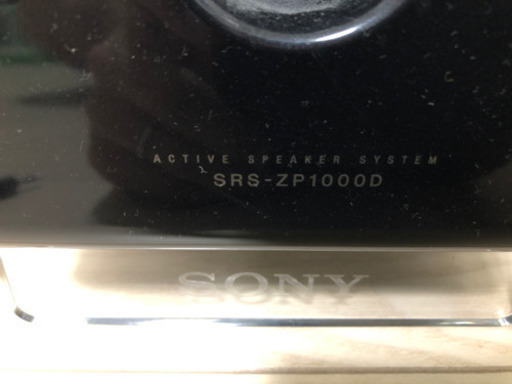 ACTIVE SPEAKER SYSTEM
SRS-ZP1000D
SONY